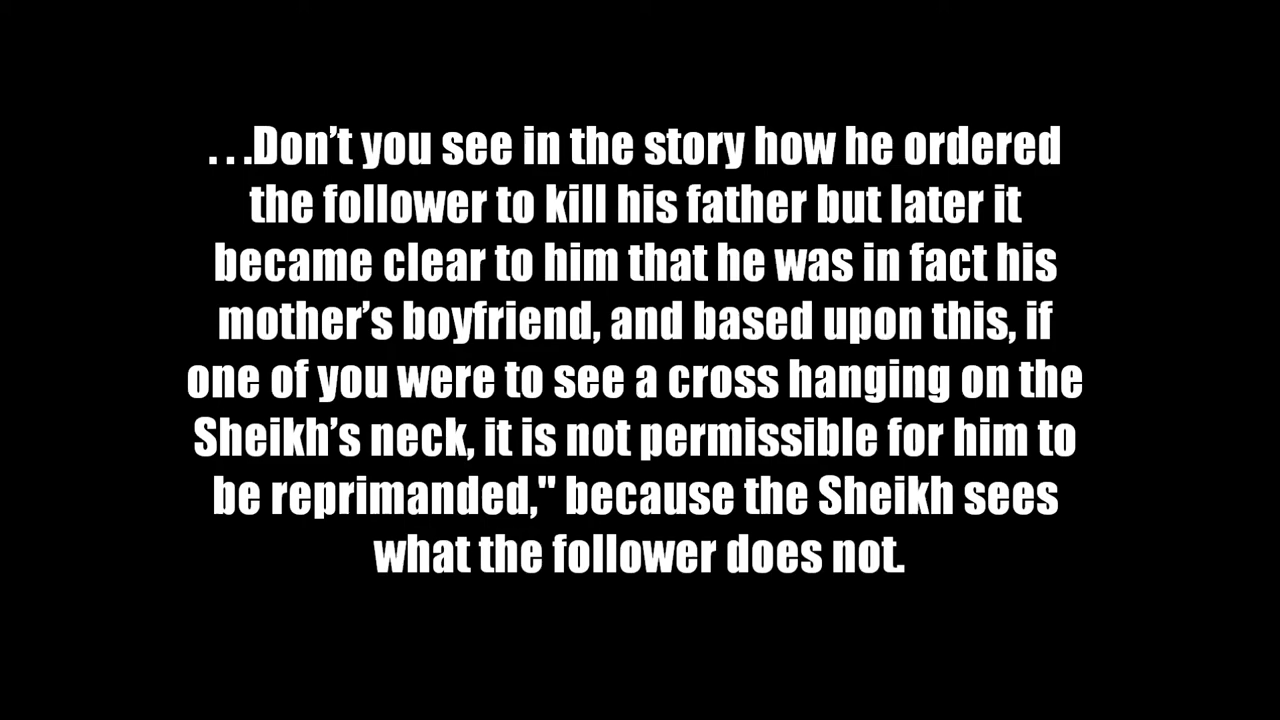 . . .Don’t you see in the story how he ordered
the follower to kill his father but later it
became clear to him that he was in fact his
mother’s boyfriend, and based upon this, if
one of you were to see a cross hanging on the
Sheikh’s neck, it is not permissible for him to
be reprimanded," because the Sheikh sees
what the follower does not.